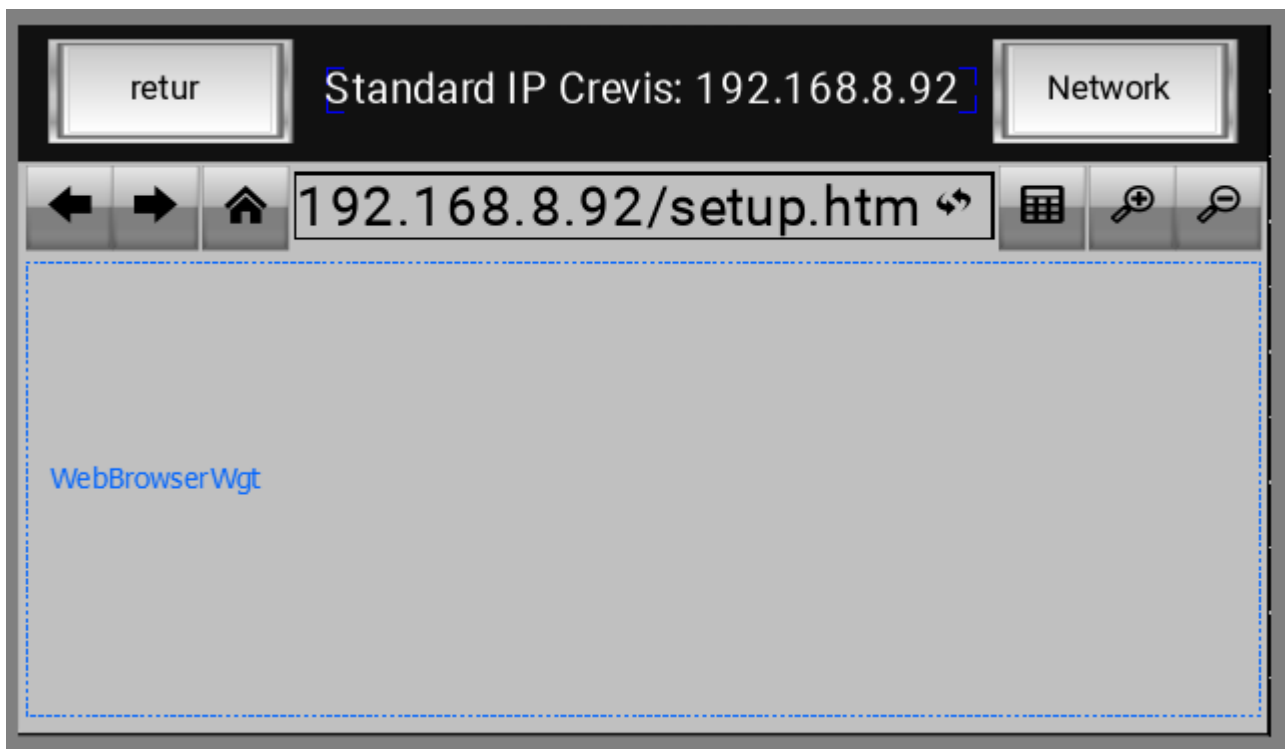 retur
Standard IP Crevis: 192.168.8.92
Network
192.168.8.92/setup.htm
WebBrowserWgt